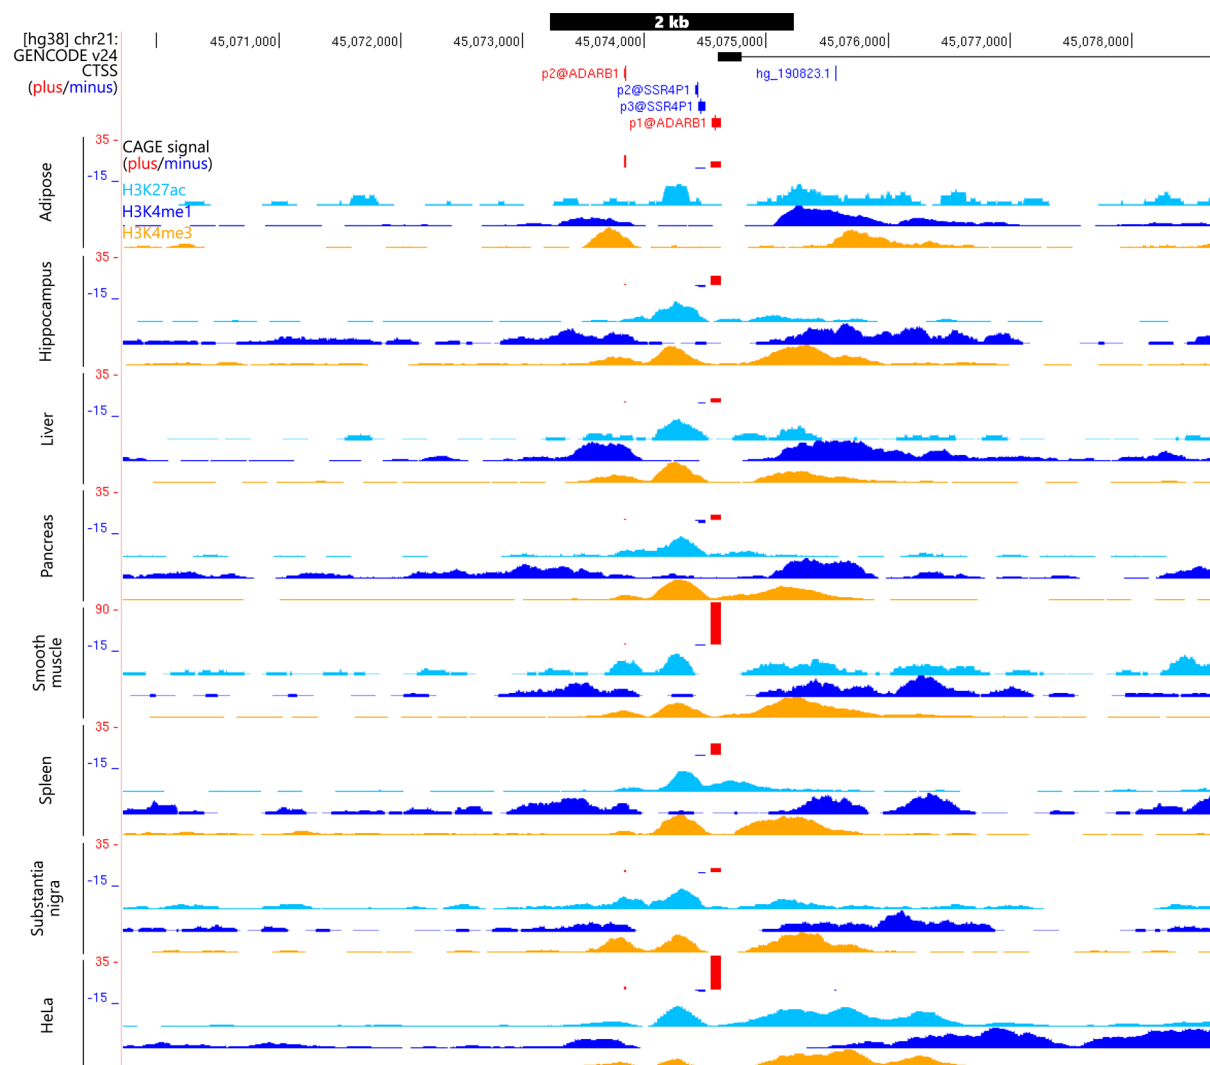 2 kb
[hg38] chr21: 45,071,000 45,072,000 45,073,000 45,074,000 45,075,000 45,076,000 45,077,000 45,078,000
GENCODE v24
CTSS p2@ADARB1 hg_190823.1
(plus/minus) p2@SSR4P1
p3@SSR4P1
p1@ADARB1
35
CAGE signal
(plus/minus)
-15
H3K27ac
H3K4me1
H3K4me3
Adipose
35
-15
Hippocampus
35
-15
Liver
35
-15
Pancreas
90
-15
Smooth
muscle
35
-15
Spleen
35
-15
Substantia
nigra
35
-15
HeLa